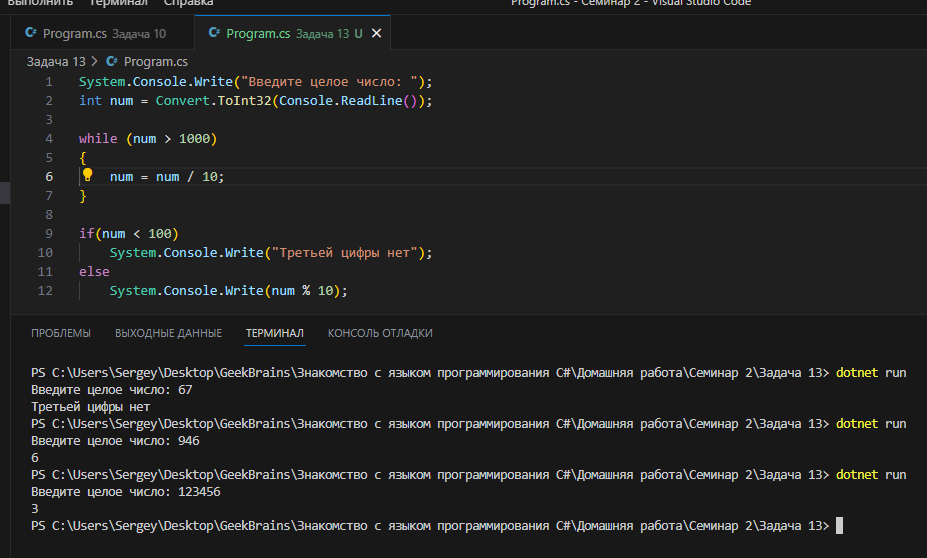 Выполнить Терминал Справка Program.cs - Семинар 2 - Visual Studio Code
Program.cs Задача 10 Program.cs Задача 13 U
Задача 13 > Program.cs
1 System.Console.Write("Введите целое число: ");
2 int num = Convert.ToInt32(Console.ReadLine());
3
4 while (num > 1000)
5 {
6 num = num / 10;
7 }
8
9 if(num < 100)
10 System.Console.Write("Третьей цифры нет");
11 else
12 System.Console.Write(num % 10);
ПРОБЛЕМЫ ВЫХОДНЫЕ ДАННЫЕ ТЕРМИНАЛ КОНСОЛЬ ОТЛАДКИ
PS C:\Users\Sergey\Desktop\GeekBrains\Знакомство с языком программирования C#\Домашняя работа\Семинар 2\Задача 13> dotnet run
Введите целое число: 67
Третьей цифры нет
PS C:\Users\Sergey\Desktop\GeekBrains\Знакомство с языком программирования C#\Домашняя работа\Семинар 2\Задача 13> dotnet run
Введите целое число: 946
6
PS C:\Users\Sergey\Desktop\GeekBrains\Знакомство с языком программирования C#\Домашняя работа\Семинар 2\Задача 13> dotnet run
Введите целое число: 123456
3
PS C:\Users\Sergey\Desktop\GeekBrains\Знакомство с языком программирования C#\Домашняя работа\Семинар 2\Задача 13>